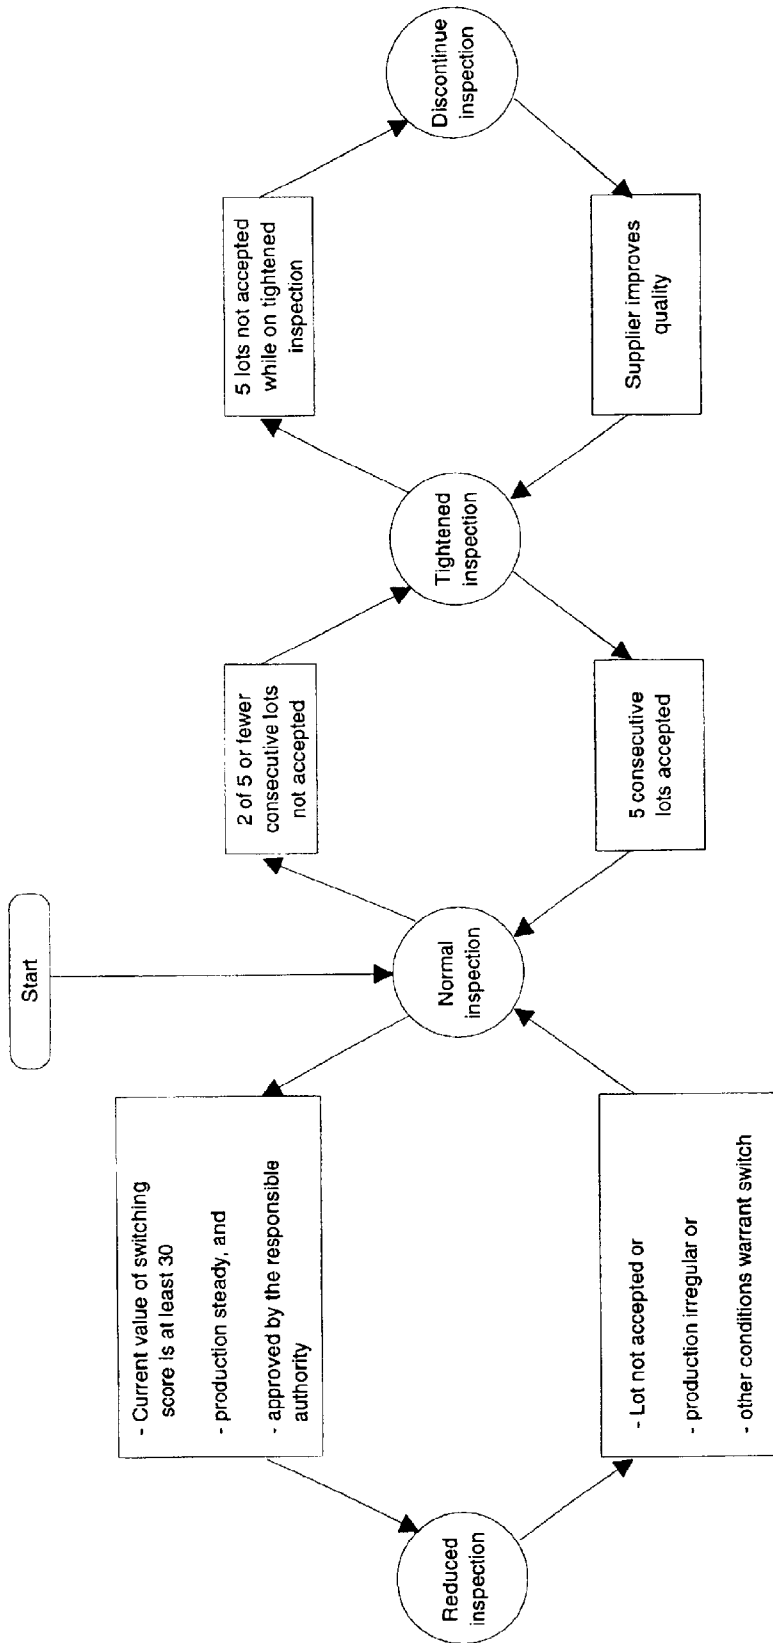 Start
- Current value of switching
score is at least 30
- production steady, and
- approved by the responsible
authority
2 of 5 or fewer
consecutive lots
not accepted
5 lots not accepted
while on tightened
inspection
Reduced
inspection
Normal
inspection
Tightened
inspection
Discontinue
inspection
- Lot not accepted or
- production irregular or
- other conditions warrant switch
5 consecutive
lots accepted
Supplier improves
quality